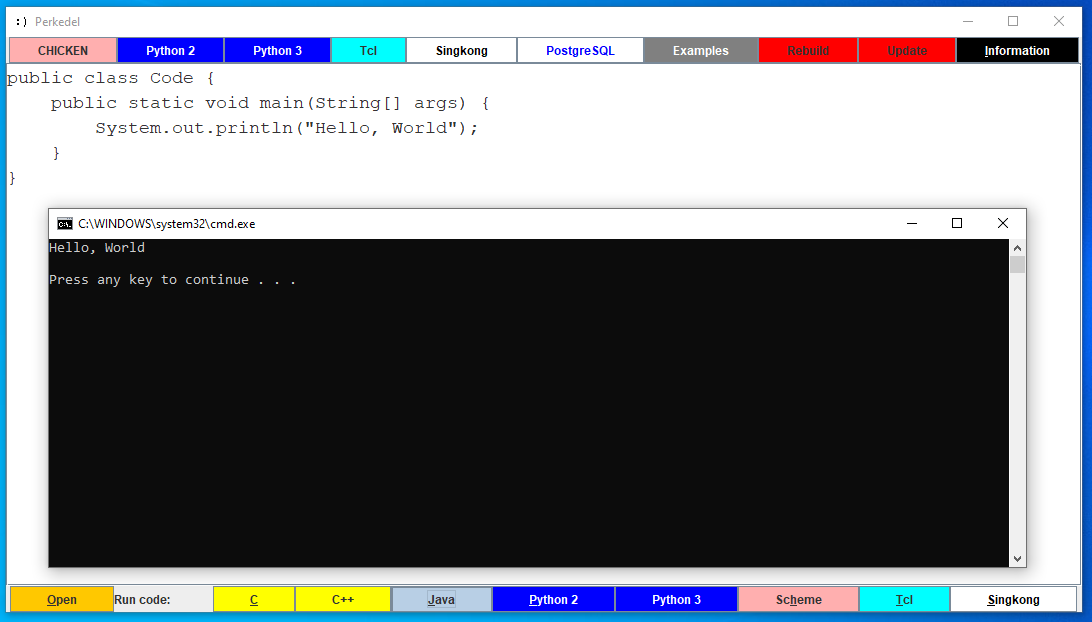 :) Perkedel
CHICKEN Python 2 Python 3 Tcl Singkong PostgreSQL Examples Rebuild Update Information
public class Code {
    public static void main(String[] args) {
        System.out.println("Hello, World");
    }
}
C:\WINDOWS\system32\cmd.exe
Hello, World
Press any key to continue . . .
Open Run code: C C++ Java Python 2 Python 3 Scheme Tcl Singkong